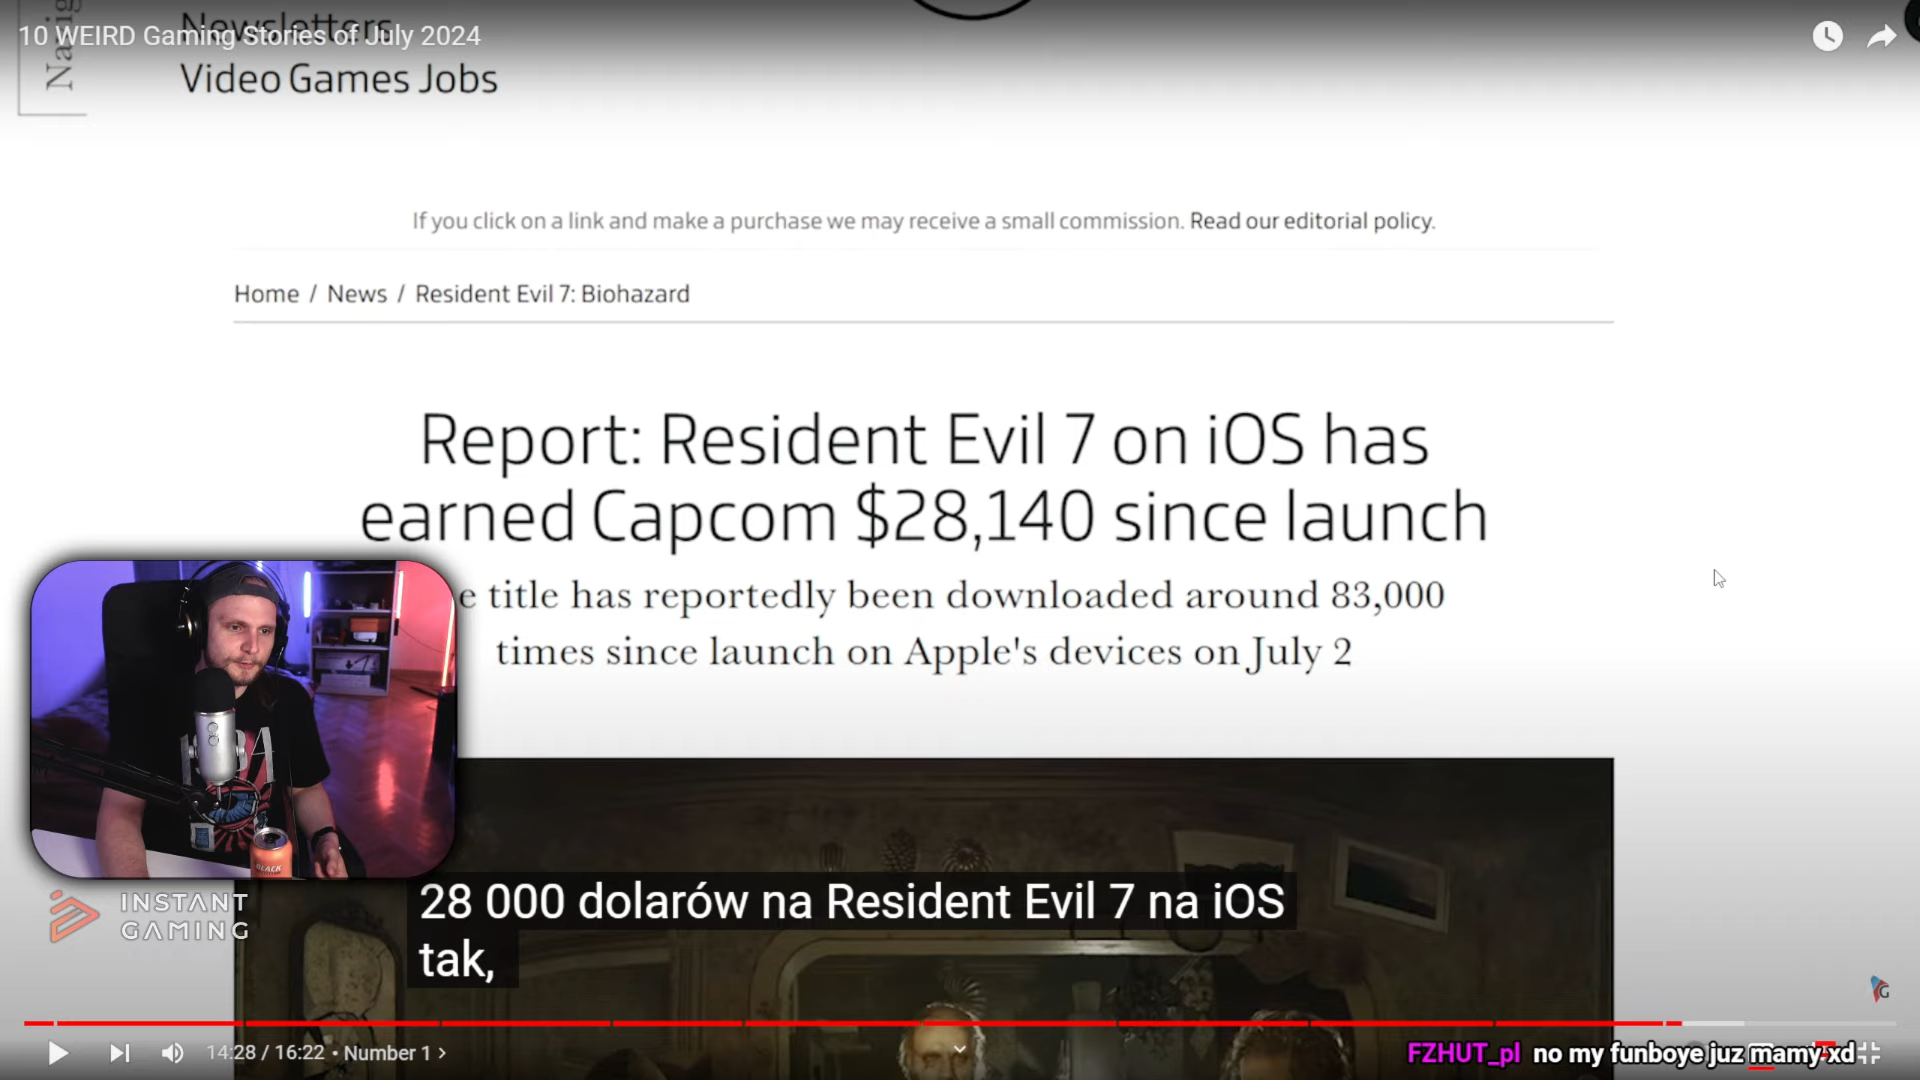 Newsletters
10 WEIRD Gaming Stories of July 2024
Video Games Jobs
If you click on a link and make a purchase we may receive a small commission. Read our editorial policy.
Home / News / Resident Evil 7: Biohazard
Report: Resident Evil 7 on iOS has
earned Capcom $28,140 since launch
e title has reportedly been downloaded around 83,000
times since launch on Apple's devices on July 2
BLACK
INSTANT
GAMING
28 000 dolarów na Resident Evil 7 na iOS
tak,
14:28 / 16:22 • Number 1 >
FZHUT_pl no my funboye juz mamy xd